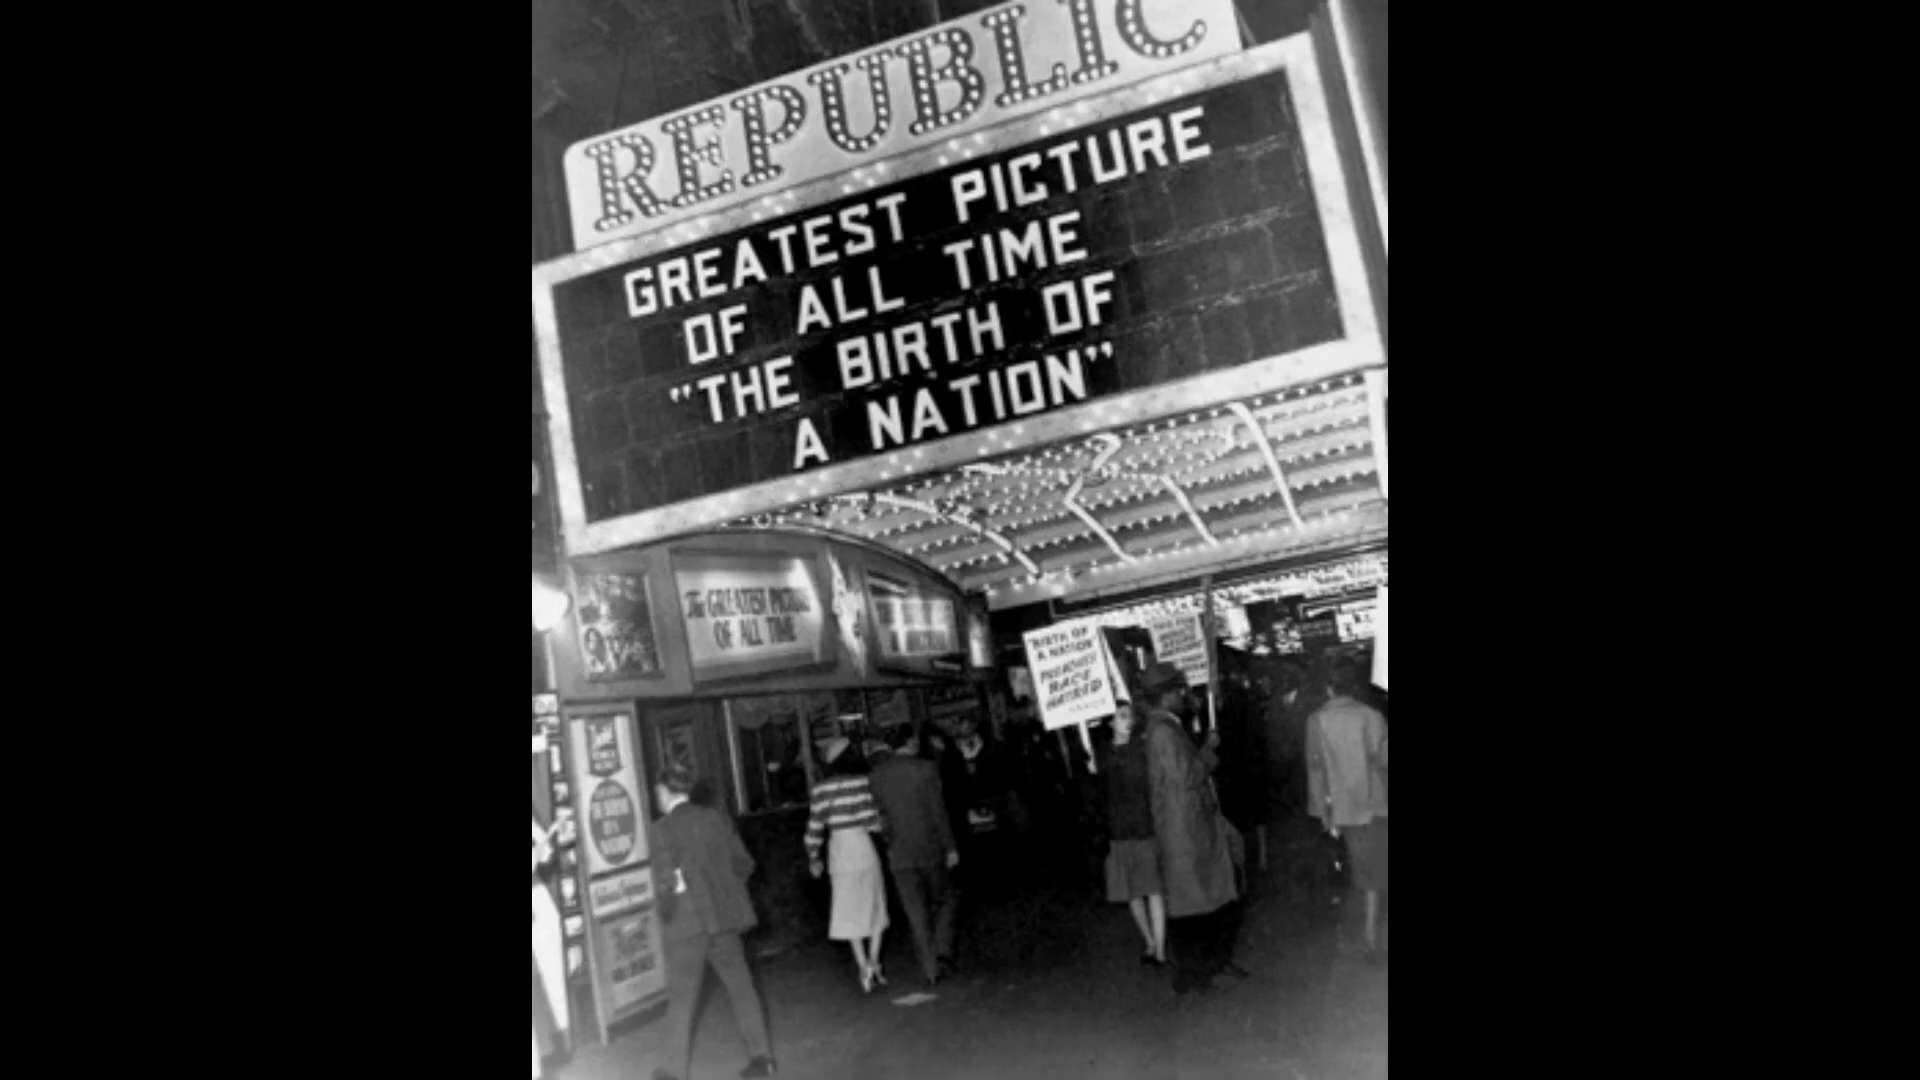 REPUBLIC
GREATEST PICTURE
OF ALL TIME
"THE BIRTH OF
A NATION"
The GREATEST PICTURE
OF ALL TIME
"BIRTH OF
A NATION"
PREACHES
RACE
HATRED